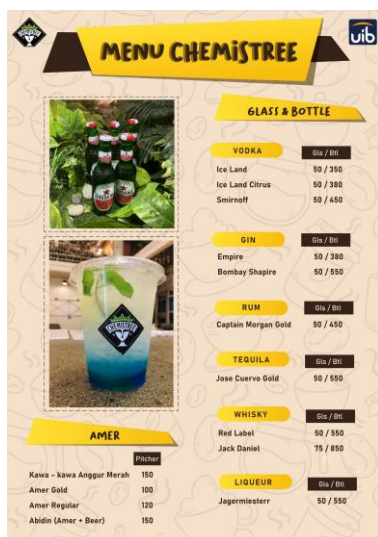 MENU CHEMiSTREE
uib
GLASS & BOTTLE
VODKA Gls / Btl
Ice Land 50 / 350
Ice Land Citrus 50 / 380
Smirnoff 50 / 450
GIN Gls / Btl
Empire 50 / 380
Bombay Shapire 50 / 550
RUM Gls / Btl
Captain Morgan Gold 50 / 450
TEQUILA Gls / Btl
Jose Cuervo Gold 50 / 550
WHISKY Gls / Btl
Red Label 50 / 550
Jack Daniel 75 / 850
LIQUEUR Gls / Btl
Jagermiesterr 50 / 550
CHEMISTREE
AMER
Pitcher
Kawa - kawa Anggur Merah 150
Amer Gold 100
Amer Regular 120
Abidin (Amer + Beer) 150